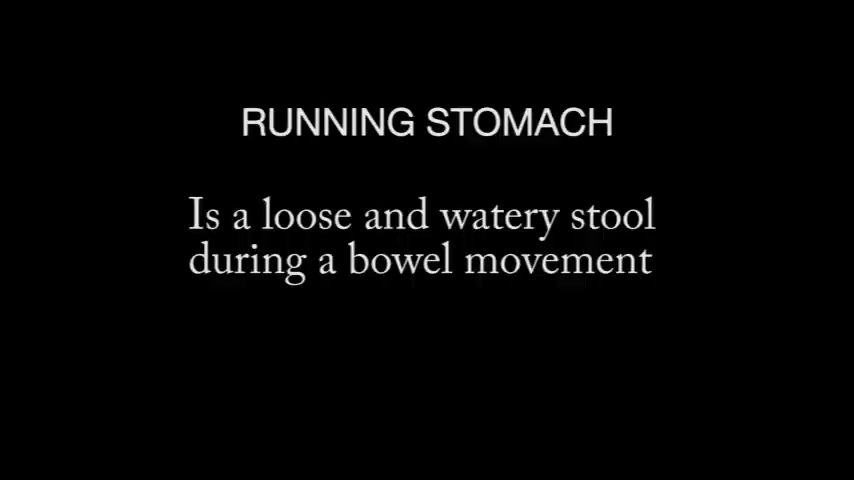 RUNNING STOMACH
Is a loose and watery stool
during a bowel movement